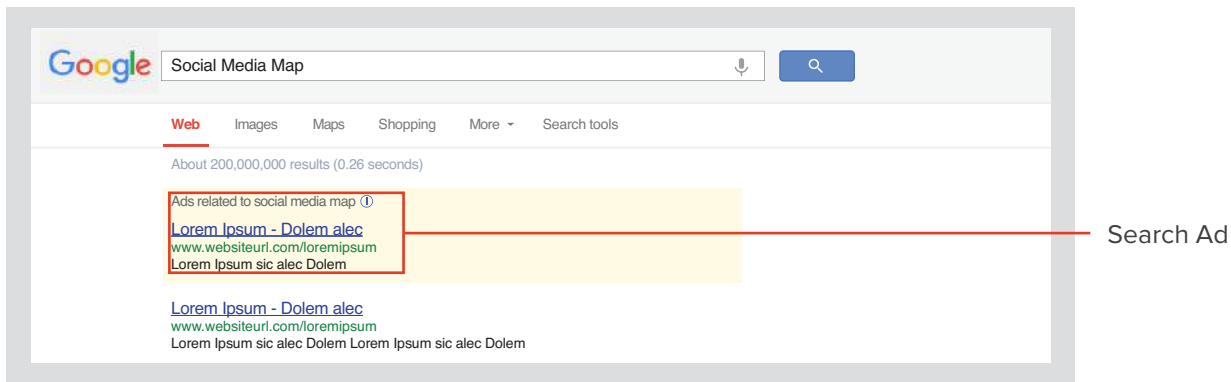 Google Social Media Map
Web Images Maps Shopping More Search tools
About 200,000,000 results (0.26 seconds)
Ads related to social media map
Lorem Ipsum - Dolem alec
www.websiteurl.com/loremipsum
Lorem Ipsum sic alec Dolem
Search Ad
Lorem Ipsum - Dolem alec
www.websiteurl.com/loremipsum
Lorem Ipsum sic alec Dolem Lorem Ipsum sic alec Dolem